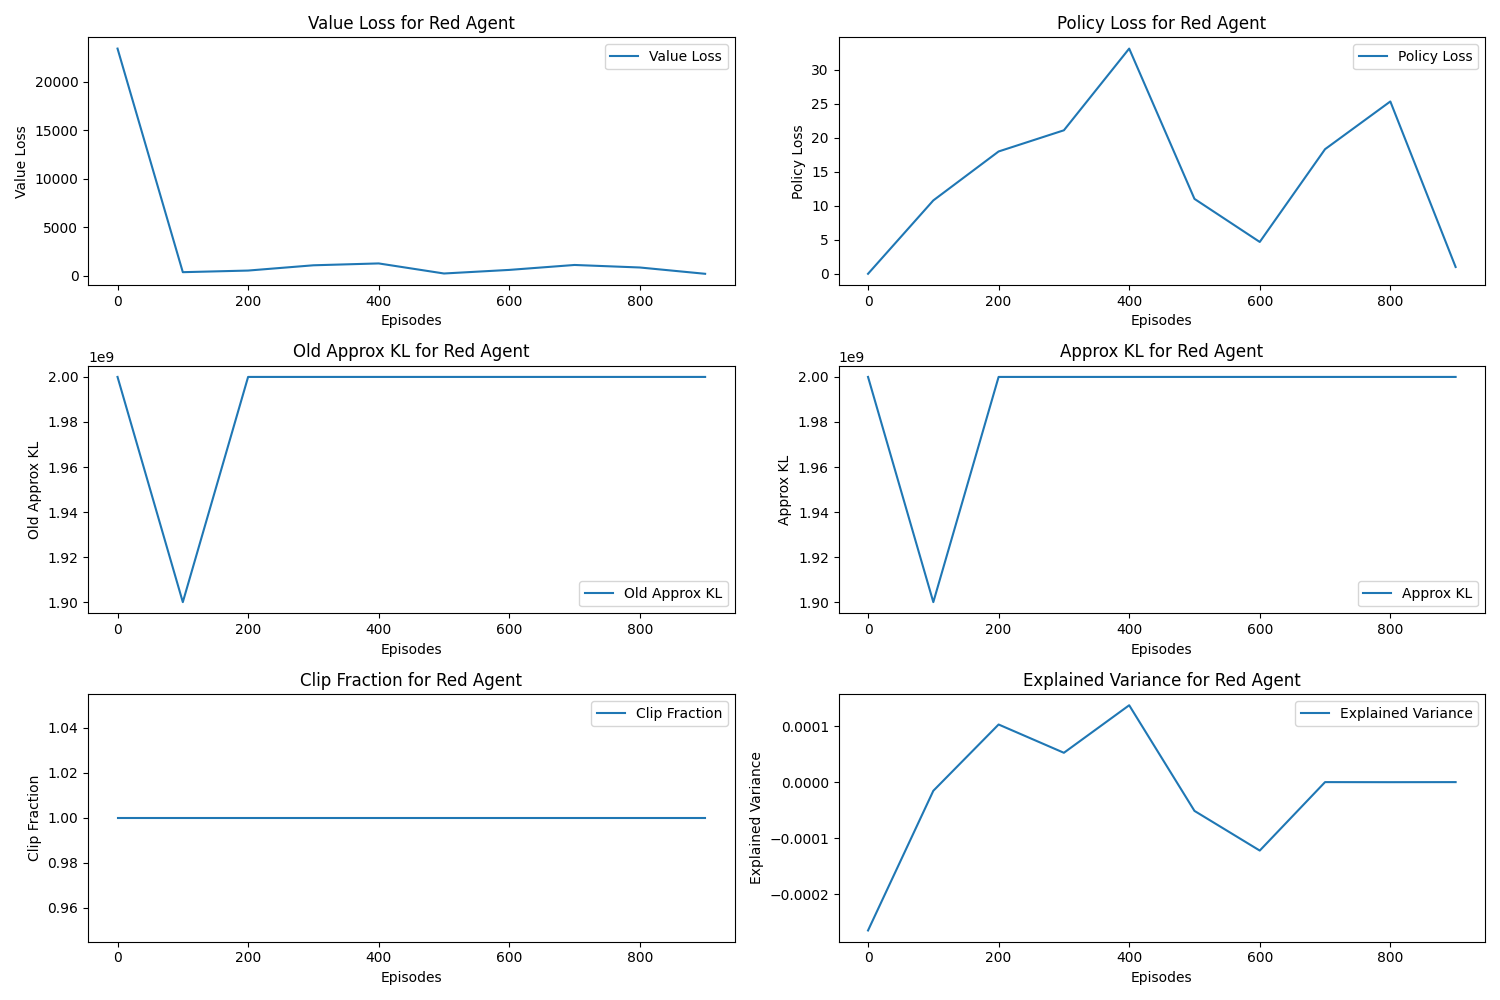 Value Loss for Red Agent
Value Loss
20000
15000
10000
5000
0
Value Loss
0 200 400 600 800
Episodes
Policy Loss for Red Agent
Policy Loss
30
25
20
15
10
5
0
Policy Loss
0 200 400 600 800
Episodes
Old Approx KL for Red Agent
1e9
2.00
1.98
1.96
1.94
1.92
1.90
Old Approx KL
Old Approx KL
0 200 400 600 800
Episodes
Approx KL for Red Agent
1e9
2.00
1.98
1.96
1.94
1.92
1.90
Approx KL
Approx KL
0 200 400 600 800
Episodes
Clip Fraction for Red Agent
Clip Fraction
1.04
1.02
1.00
0.98
0.96
Clip Fraction
0 200 400 600 800
Episodes
Explained Variance for Red Agent
Explained Variance
0.0001
0.0000
−0.0001
−0.0002
Explained Variance
0 200 400 600 800
Episodes